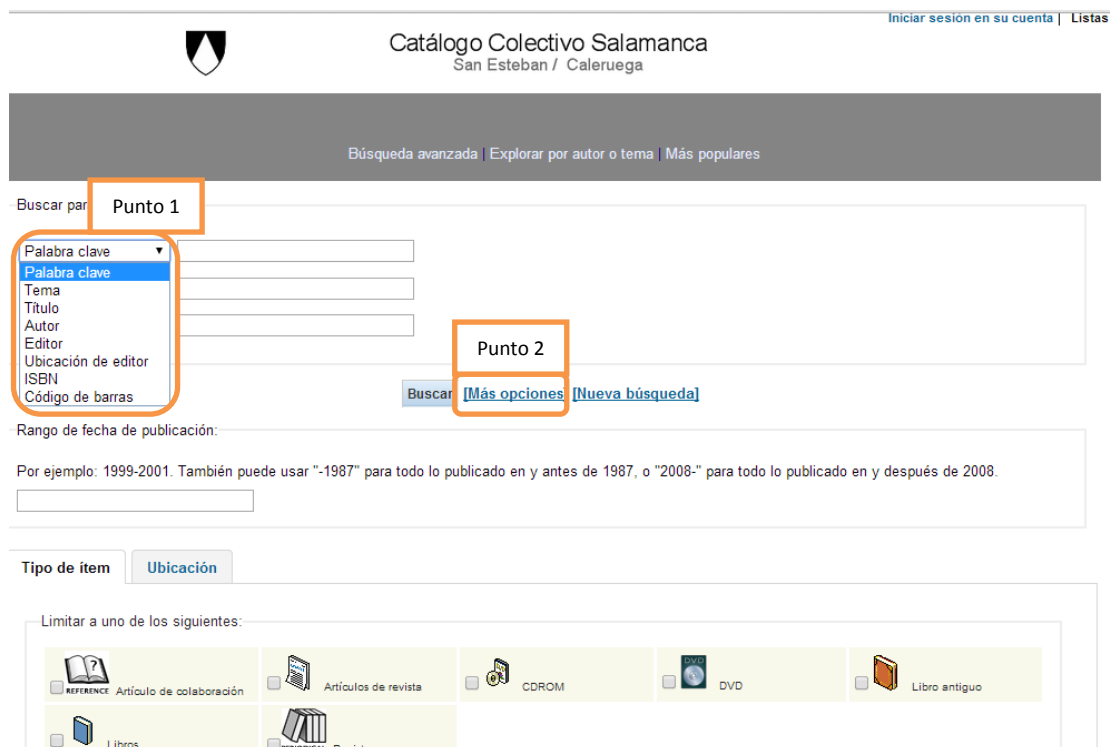 Iniciar sesión en su cuenta | Listas
Catálogo Colectivo Salamanca
San Esteban / Caleruega
Búsqueda avanzada | Explorar por autor o tema | Más populares
Buscar par
Punto 1
Palabra clave
Palabra clave
Tema
Título
Autor
Editor
Ubicación de editor
ISBN
Código de barras
Punto 2
Buscar [Más opciones] [Nueva búsqueda]
Rango de fecha de publicación:
Por ejemplo: 1999-2001. También puede usar "-1987" para todo lo publicado en y antes de 1987, o "2008-" para todo lo publicado en y después de 2008.
Tipo de ítem Ubicación
Limitar a uno de los siguientes:
REFERENCE Artículo de colaboración Artículos de revista CDROM DVD DVD Libro antiguo
Libros